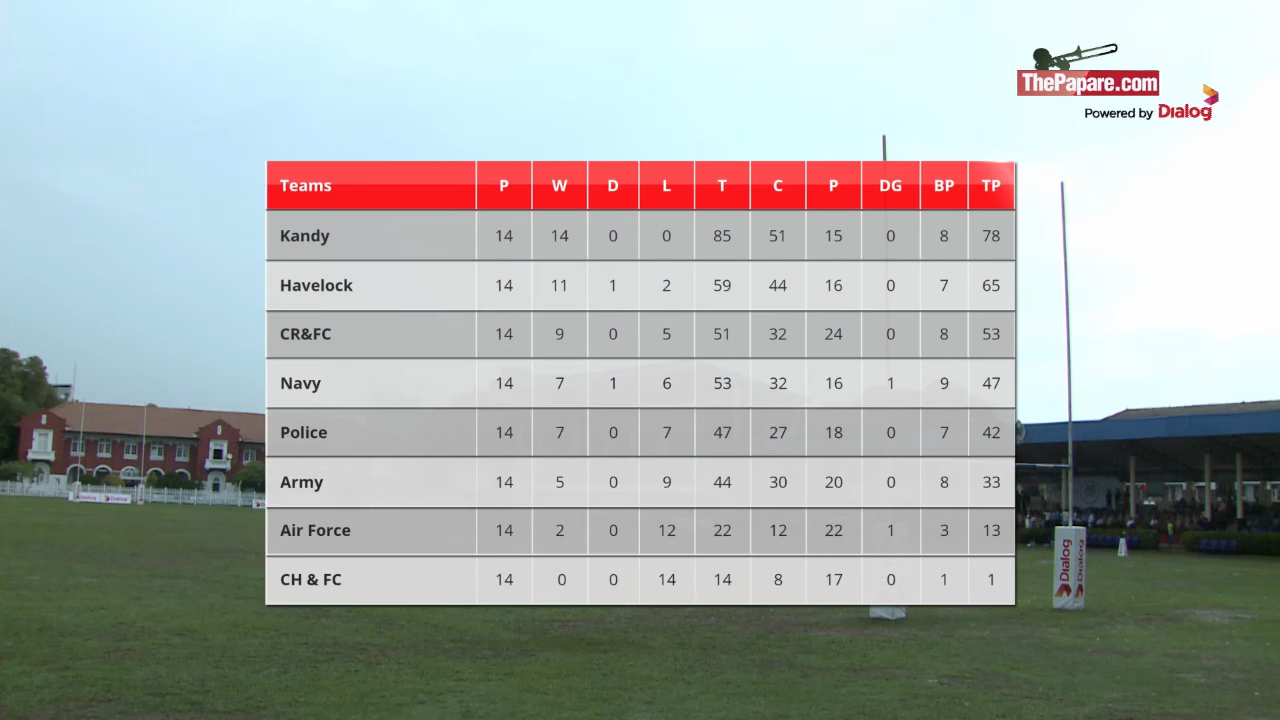 ThePapare.com
Powered by Dialog
Teams P W D L T C P DG BP TP
Kandy 14 14 0 0 85 51 15 0 8 78
Havelock 14 11 1 2 59 44 16 0 7 65
CR&FC 14 9 0 5 51 32 24 0 8 53
Navy 14 7 1 6 53 32 16 1 9 47
Police 14 7 0 7 47 27 18 0 7 42
Army 14 5 0 9 44 30 20 0 8 33
Air Force 14 2 0 12 22 12 22 1 3 13
CH & FC 14 0 0 14 14 8 17 0 1 1
Dialog
Dialog
Dialog
Dialog